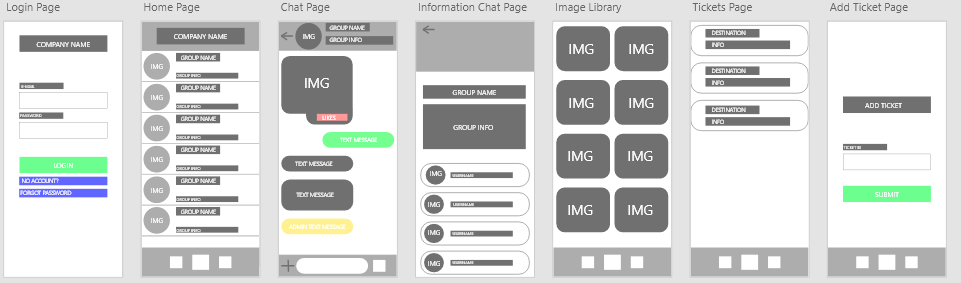 Login Page
COMPANY NAME
E-MAIL
PASSWORD
LOGIN
NO ACCOUNT?
FORGOT PASSWORD
Home Page
COMPANY NAME
IMG
GROUP NAME
GROUP INFO
IMG
GROUP NAME
GROUP INFO
IMG
GROUP NAME
GROUP INFO
IMG
GROUP NAME
GROUP INFO
IMG
GROUP NAME
GROUP INFO
IMG
GROUP NAME
GROUP INFO
Chat Page
IMG
GROUP NAME
GROUP INFO
IMG
LIKES
TEXT MESSAGE
TEXT MESSAGE
TEXT MESSAGE
ADMIN TEXT MESSAGE
Information Chat Page
GROUP NAME
GROUP INFO
IMG
USERNAME
IMG
USERNAME
IMG
USERNAME
IMG
USERNAME
Image Library
IMG
IMG
IMG
IMG
IMG
IMG
IMG
IMG
Tickets Page
DESTINATION
INFO
DESTINATION
INFO
DESTINATION
INFO
Add Ticket Page
ADD TICKET
SUBMIT